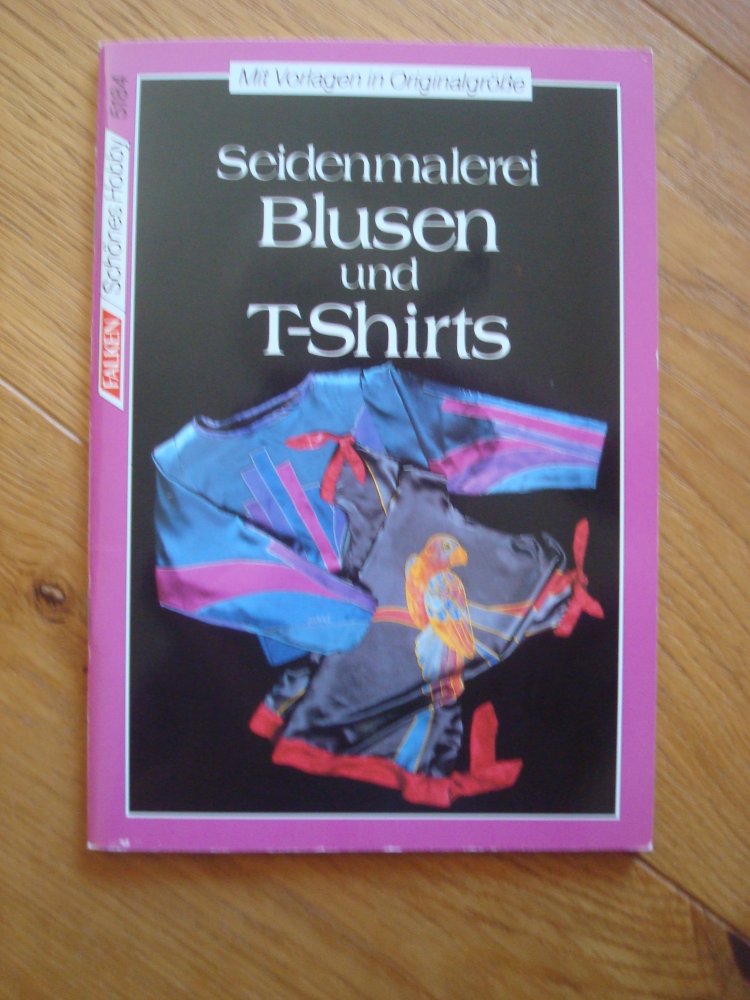 Mit Vorlagen in Originalgröße
Seidenmalerei
Blusen
und
T-Shirts
FALKEN
Schönes Hobby
5184